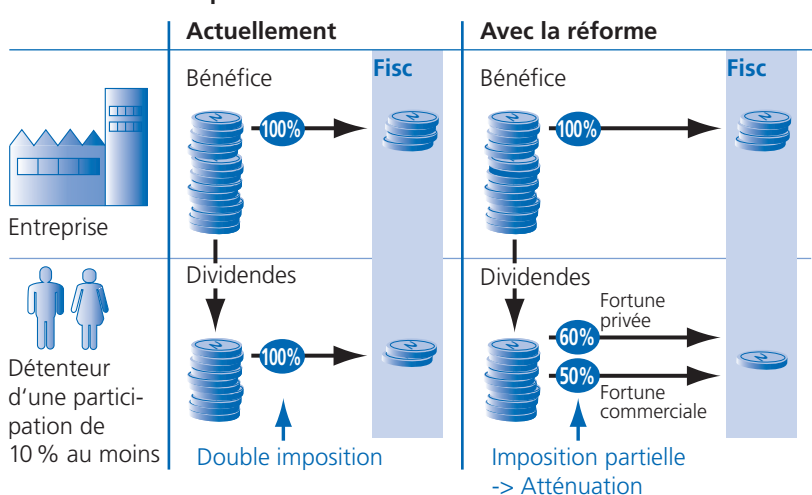 Actuellement
Avec la réforme
Bénéfice
Fisc
Bénéfice
Fisc
100%
100%
Entreprise
Dividendes
Dividendes
Fortune
privée
60%
100%
50%
Fortune
commerciale
Détenteur
d'une partici-
pation de
10 % au moins
Double imposition
Imposition partielle
-> Atténuation